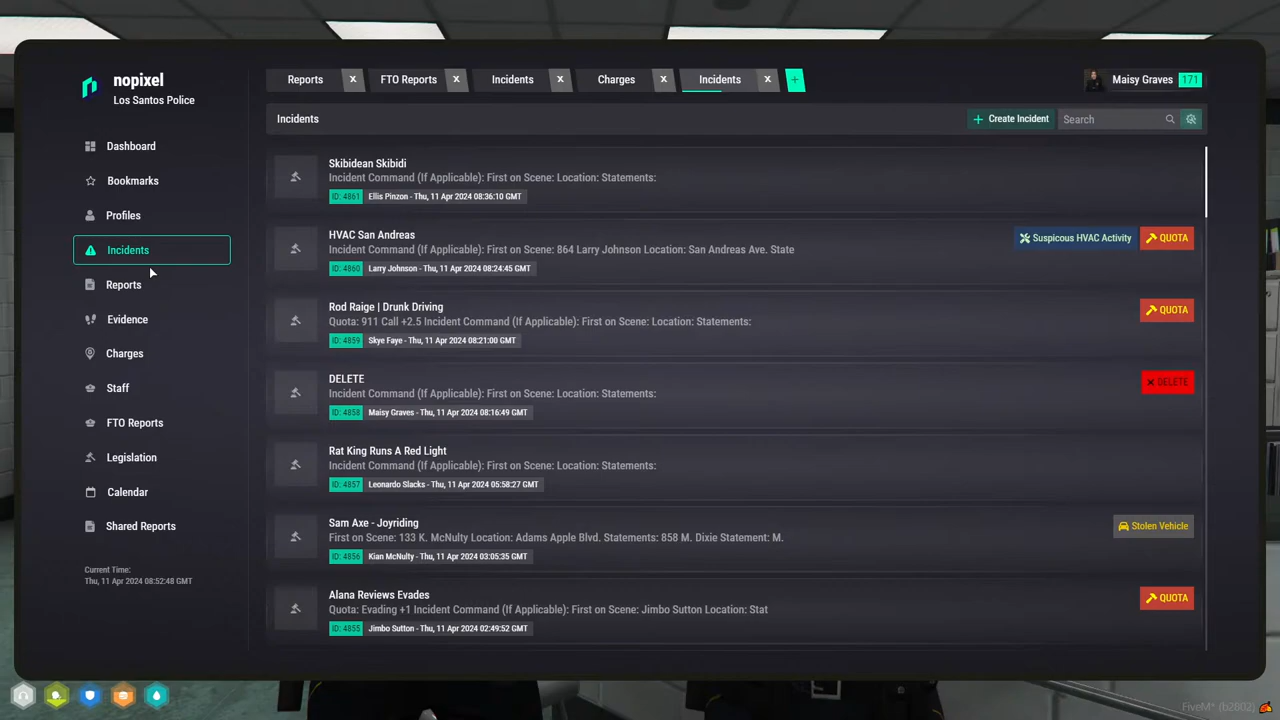 nopixel
Los Santos Police
Reports X FTO Reports X Incidents X Charges X Incidents X +
Maisy Graves 171
Incidents
+ Create Incident
Search
Dashboard
Bookmarks
Profiles
Incidents
Reports
Evidence
Charges
Staff
FTO Reports
Legislation
Calendar
Shared Reports
Current Time:
Thu, 11 Apr 2024 08:52:48 GMT
Skibidean Skibidi
Incident Command (If Applicable): First on Scene: Location: Statements:
ID: 4861 Ellis Pinzon - Thu, 11 Apr 2024 08:36:10 GMT
HVAC San Andreas
Incident Command (If Applicable): First on Scene: 864 Larry Johnson Location: San Andreas Ave. State
ID: 4860 Larry Johnson - Thu, 11 Apr 2024 08:24:45 GMT
Suspicous HVAC Activity QUOTA
Rod Raige | Drunk Driving
Quota: 911 Call +2.5 Incident Command (If Applicable): First on Scene: Location: Statements:
ID: 4859 Skye Faye - Thu, 11 Apr 2024 08:21:00 GMT
QUOTA
DELETE
Incident Command (If Applicable): First on Scene: Location: Statements:
ID: 4858 Maisy Graves - Thu, 11 Apr 2024 08:16:49 GMT
DELETE
Rat King Runs A Red Light
Incident Command (If Applicable): First on Scene: Location: Statements:
ID: 4857 Leonardo Slacks - Thu, 11 Apr 2024 05:58:27 GMT
Sam Axe - Joyriding
First on Scene: 133 K. McNulty Location: Adams Apple Blvd. Statements: 858 M. Dixie Statement: M.
ID: 4856 Kian McNulty - Thu, 11 Apr 2024 03:05:35 GMT
Stolen Vehicle
Alana Reviews Evades
Quota: Evading +1 Incident Command (If Applicable): First on Scene: Jimbo Sutton Location: Stat
ID: 4855 Jimbo Sutton - Thu, 11 Apr 2024 02:49:52 GMT
QUOTA
FiveM* (b2802)